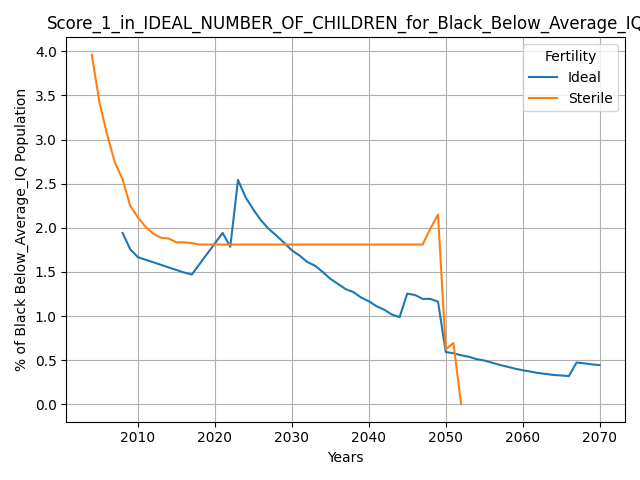 Score_1_in_IDEAL_NUMBER_OF_CHILDREN_for_Black_Below_Average_IQ
Fertility
Ideal
Sterile
% of Black Below_Average_IQ Population
4.0
3.5
3.0
2.5
2.0
1.5
1.0
0.5
0.0
2010 2020 2030 2040 2050 2060 2070
Years